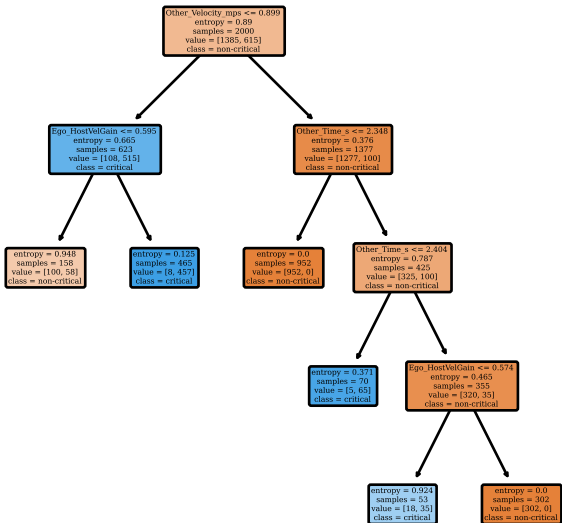 Other_Velocity_mps <= 0.899
entropy = 0.89
samples = 2000
value = [1385, 615]
class = non-critical
Ego_HostVelGain <= 0.595
entropy = 0.665
samples = 623
value = [108, 515]
class = critical
Other_Time_s <= 2.348
entropy = 0.376
samples = 1377
value = [1277, 100]
class = non-critical
entropy = 0.948
samples = 158
value = [100, 58]
class = non-critical
entropy = 0.125
samples = 465
value = [8, 457]
class = critical
entropy = 0.0
samples = 952
value = [952, 0]
class = non-critical
Other_Time_s <= 2.404
entropy = 0.787
samples = 425
value = [325, 100]
class = non-critical
entropy = 0.371
samples = 70
value = [5, 65]
class = critical
Ego_HostVelGain <= 0.574
entropy = 0.465
samples = 355
value = [320, 35]
class = non-critical
entropy = 0.924
samples = 53
value = [18, 35]
class = critical
entropy = 0.0
samples = 302
value = [302, 0]
class = non-critical